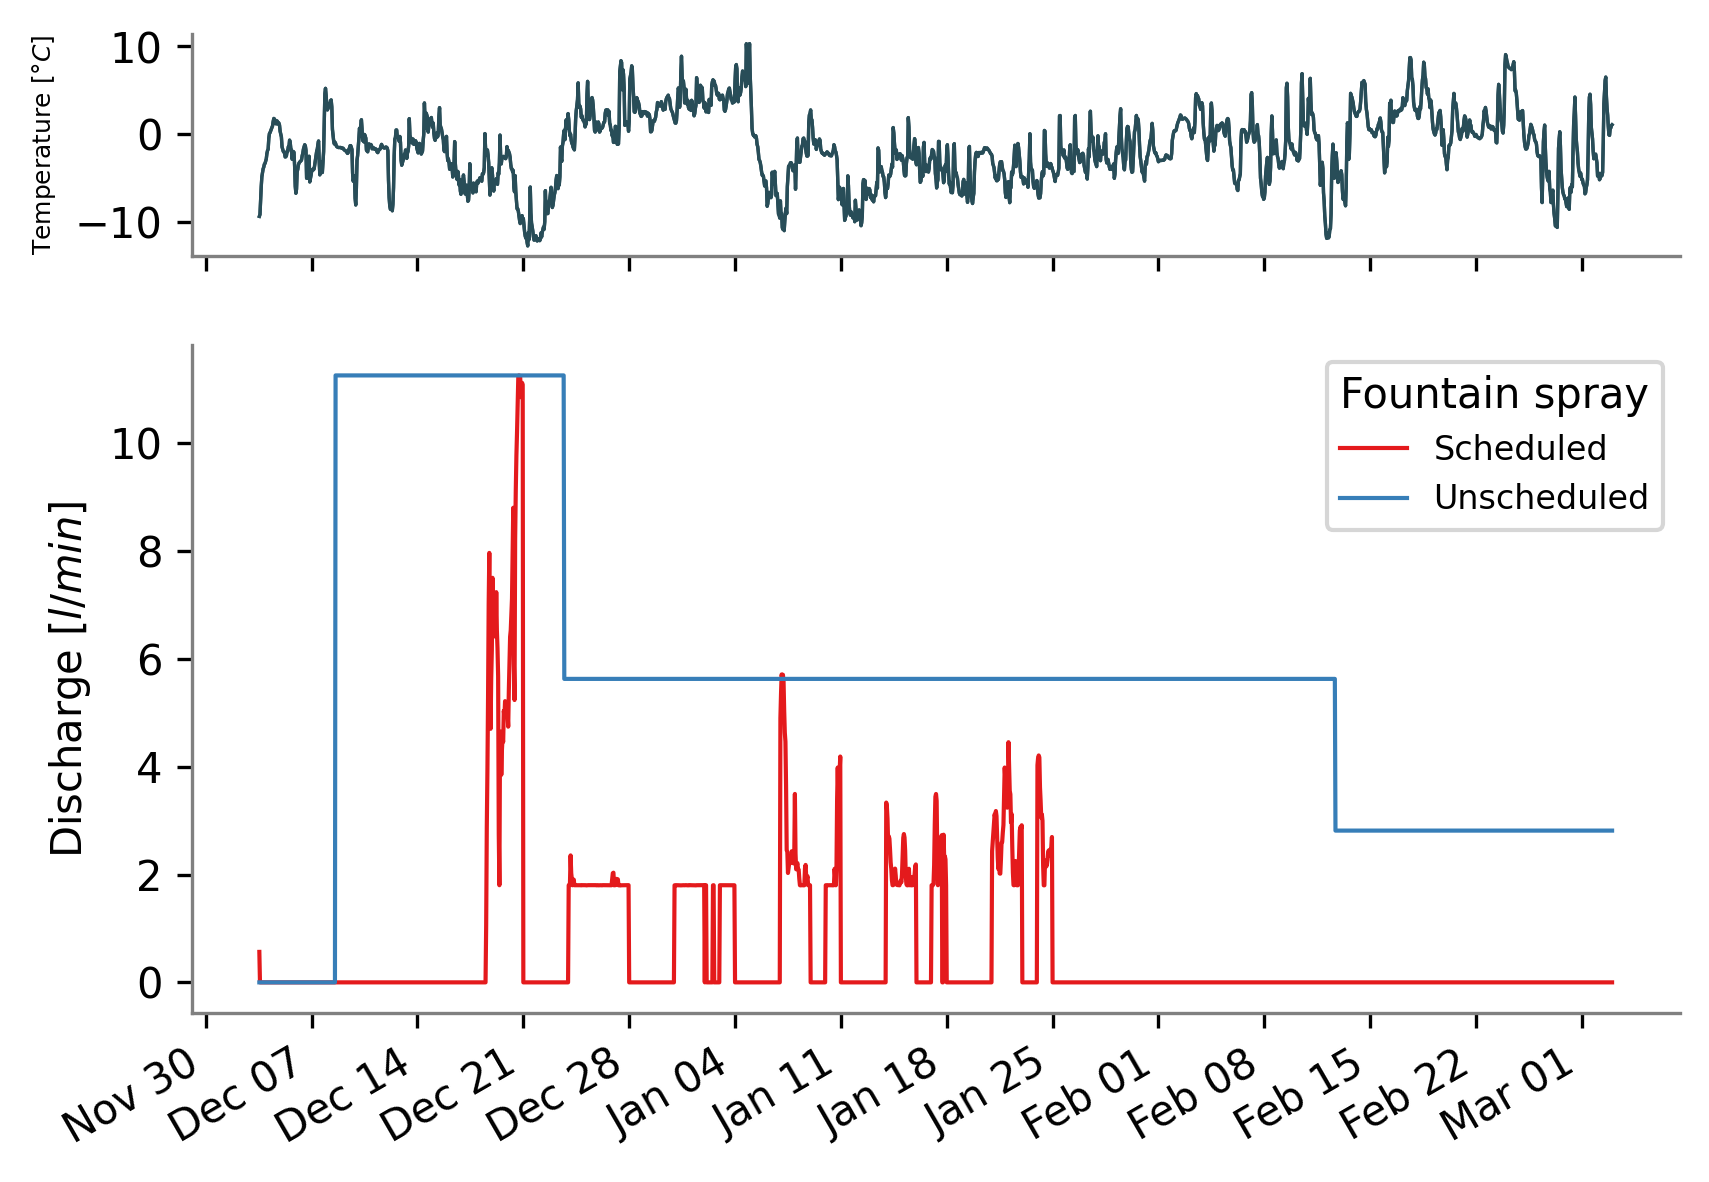 Temperature [°C]
10
0
−10
Discharge [l/min]
10
8
6
4
2
0
Fountain spray
Scheduled
Unscheduled
Nov 30
Dec 07
Dec 14
Dec 21
Dec 28
Jan 04
Jan 11
Jan 18
Jan 25
Feb 01
Feb 08
Feb 15
Feb 22
Mar 01